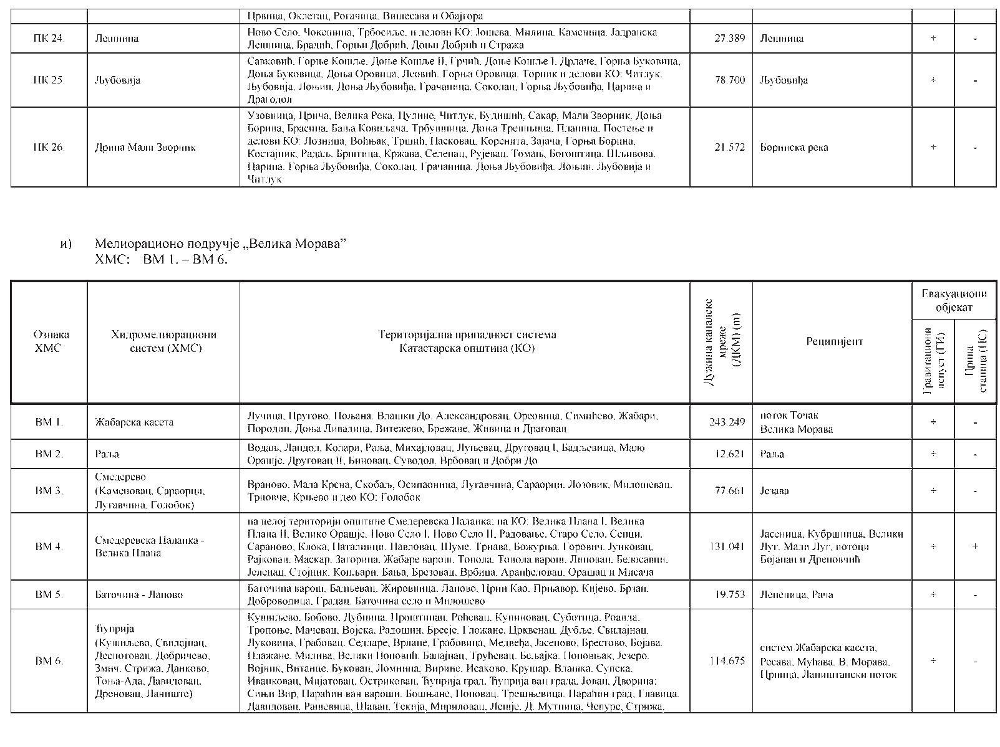 Црвица, Оклетац, Рогачица, Вишесава и Обајгора
ПК 24.
Лешница
Ново Село, Чокешина, Трбосиље, и делови КО: Јошева, Милина, Каменица, Јадранска
Лешница, Брадић, Горњи Добрић, Доњи Добрић и Стража
27.389
Лешница
+
-
ПК 25.
Љубовија
Савковић, Горње Кошље, Доње Кошље II, Грчић, Доње Кошље I, Дрлаче, Горња Буковица,
Доња Буковица, Доња Оровица, Леовић, Горња Оровица, Торник и делови КО: Читлук,
Љубовија, Лоњин, Доња Љубовиђа, Грачаница, Соколац, Горња Љубовиђа, Царина и
Драгодол
78.700
Љубовиђа
+
-
ПК 26.
Дрина Мали Зворник
Узовница, Црнча, Велика Река, Цулине, Читлук, Будишић, Сакар, Мали Зворник, Доња
Борина, Брасина, Бања Ковиљача, Трбушница, Доња Трешњица, Планина, Постење и
делови КО: Лозница, Воћњак, Тршић, Пасковац, Коренита, Зајача, Горња Борина,
Костајник, Радаљ, Брштица, Кржава, Селенац, Рујевац, Томањ, Богоштица, Шљивова,
Царина, Горња Љубовиђа, Соколац, Грачаница, Доња Љубовиђа, Лоњин, Љубовија и
Читлук
21.572
Боринска река
+
-
и) Мелиорационо подручје „Велика Морава”
ХМС: ВМ 1. – ВМ 6.
Ознака
ХМС
Хидромелиорациони
систем (ХМС)
Територијална припадност система
Катастарска општина (КО)
Дужина каналске
мреже
(ДКМ) (m)
Реципијент
Евакуациони
објекат
Гравитациони
испуст (ГИ)
Црпна
станица (ЦС)
ВМ 1.
Жабарска касета
Лучица, Пругово, Пољана, Влашки До, Александровац, Ореовица, Симићево, Жабари,
Породин, Доња Ливадица, Витежево, Брежане, Живица и Драговац
243.249
поток Точак
Велика Морава
+
-
ВМ 2.
Раља
Водањ, Ландол, Колари, Раља, Михајловац, Луњевац, Друговац I, Бадљевица, Мало
Орашје, Друговац II, Биновац, Суводол, Врбовац и Добри До
12.621
Раља
+
-
ВМ 3.
Смедерево
(Каменовац, Сараорци,
Лугавчина, Голобок)
Враново, Мала Крсна, Скобаљ, Осипаоница, Лугавчина, Сараорци, Лозовик, Милошевац,
Трновче, Крњево и део КО: Голобок
77.661
Језава
+
-
ВМ 4.
Смедеревска Паланка -
Велика Плана
на целој територији општине Смедеревска Паланка; на КО: Велика Плана I, Велика
Плана II, Велико Орашје, Ново Село I, Ново Село II, Радовање, Старо Село, Сепци,
Сараново, Клока, Наталинци, Павловац, Шуме, Трнава, Божурња, Горович, Јунковац,
Рајковац, Маскар, Загорица, Жабаре варош, Топола, Топола варош, Липовац, Белосавци,
Јеленац, Стојник, Копљари, Бања, Брезовац, Врбица, Аранђеловац, Орашац и Мисача
131.041
Јасеница, Кубршница, Велики
Луг, Мали Луг, потоци
Бојанац и Дреновчић
+
+
ВМ 5.
Баточина - Лапово
Баточина варош, Бадњевац, Жировница, Лапово, Црни Као, Прњавор, Кијево, Брзан,
Доброводица, Градац, Баточина село и Милошево
19.753
Лепеница, Рача
+
-
ВМ 6.
Ћуприја
(Кушиљево, Свилајнац,
Деспотовац, Добричево,
Змич, Стрижа, Данково,
Тоња-Ада, Давидовац,
Дреновац, Ланиште)
Кушиљево, Бобово, Дубница, Проштинац, Роћевац, Купиновац, Суботица, Роанда,
Тропоње, Мачевац, Војска, Радошин, Бресје, Гложане, Црквенац, Дубље, Свилајнац,
Луковица, Грабовац, Седларе, Врлане, Грабовица, Медвеђа, Јасеново, Брестово, Бојава,
Плажане, Милива, Велики Поповић, Балајнац, Трућевац, Бељајка, Поповњак, Језеро,
Војник, Витанце, Буковац, Ломница; Вирине, Исаково, Крушар, Влашка, Супска,
Иванковац, Мијатовац, Остриковац, Ћуприја град, Ћуприја ван града, Јовац, Дворица;
Сињи Вир, Параћин ван вароши, Бошњане, Поповац, Трешњевица, Параћин град, Главица,
Давидовац, Рашевица, Шавац, Текија, Мириловац, Лешје, Д. Мутница, Чепуре, Стрижа,
114.675
систем Жабарска касета,
Ресава, Мућава, В. Морава,
Црница, Лаништански поток
+
-